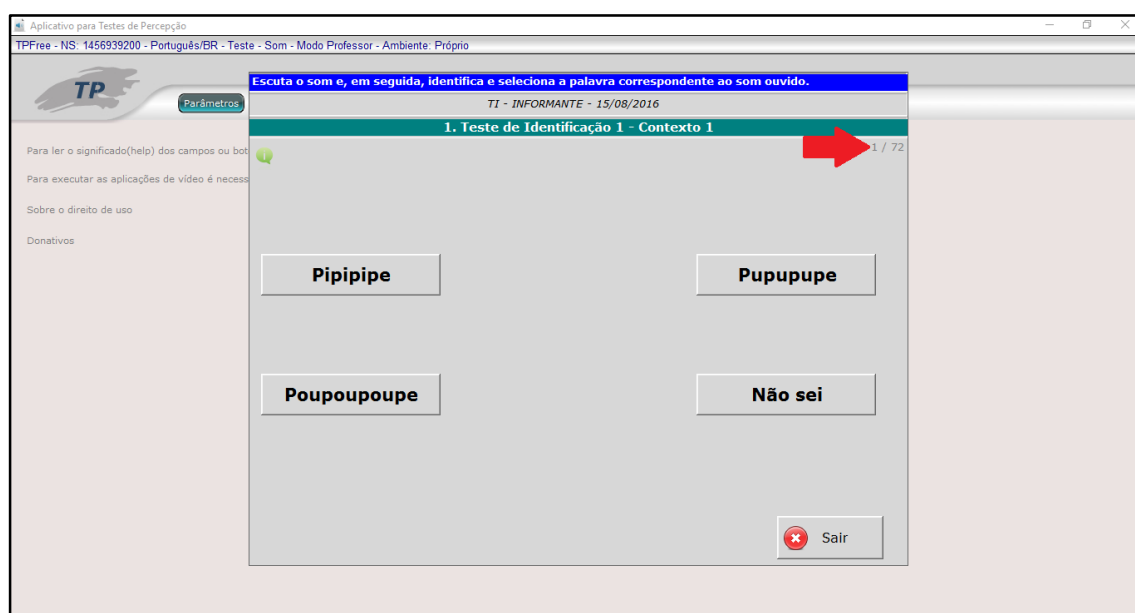 Aplicativo para Testes de Percepção
TPFree - NS: 1456939200 - Português/BR - Teste - Som - Modo Professor - Ambiente: Próprio
TP
Parâmetros
Escuta o som e, em seguida, identifica e seleciona a palavra correspondente ao som ouvido.
TI - INFORMANTE - 15/08/2016
1. Teste de Identificação 1 - Contexto 1
1 / 72
Para ler o significado(help) dos campos ou bot
Para executar as aplicações de vídeo é necess
Sobre o direito de uso
Donativos
Pipipipe
Pupupupe
Poupoupoupe
Não sei
Sair